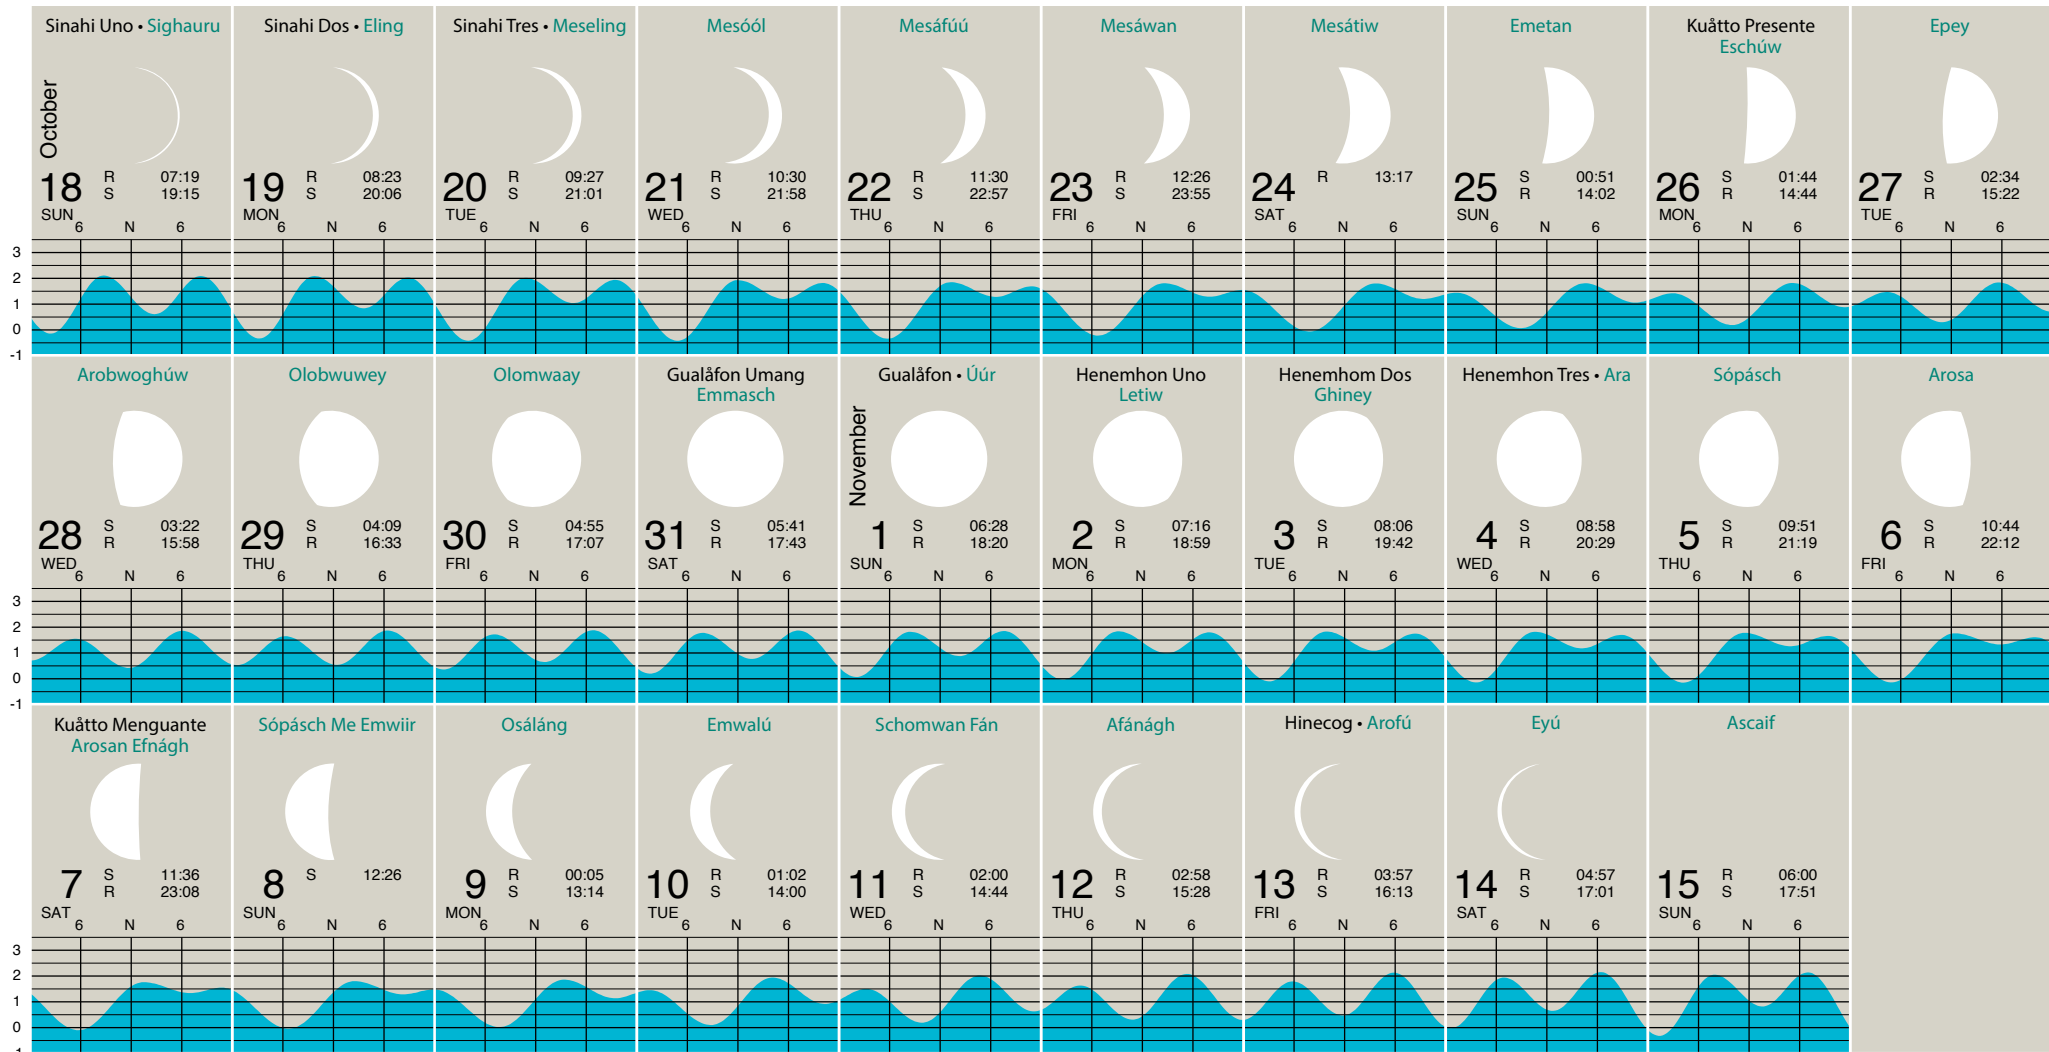 Sinahi Uno • Sighauru
October
18
R 07:19
S 19:15
SUN
6 N 6
Sinahi Dos • Eling
19
R 08:23
S 20:06
MON
6 N 6
Sinahi Tres • Meseling
20
R 09:27
S 21:01
TUE
6 N 6
Mesóól
21
R 10:30
S 21:58
WED
6 N 6
Mesáfúú
22
R 11:30
S 22:57
THU
6 N 6
Mesáwan
23
R 12:26
S 23:55
FRI
6 N 6
Mesátiw
24
R 13:17
SAT
6 N 6
Emetan
25
S 00:51
R 14:02
SUN
6 N 6
Kuåtto Presente
Eschúw
26
S 01:44
R 14:44
MON
6 N 6
Epey
27
S 02:34
R 15:22
TUE
6 N 6
3
2
1
0
-1
Arobwoghúw
28
S 03:22
R 15:58
WED
6 N 6
Olobwuwey
29
S 04:09
R 16:33
THU
6 N 6
Olomwaay
30
S 04:55
R 17:07
FRI
6 N 6
Gualåfon Umang
Emmasch
31
S 05:41
R 17:43
SAT
6 N 6
Gualåfon • Úúr
November
1
S 06:28
R 18:20
SUN
6 N 6
Henemhon Uno
Letiw
2
S 07:16
R 18:59
MON
6 N 6
Henemhom Dos
Ghiney
3
S 08:06
R 19:42
TUE
6 N 6
Henemhon Tres • Ara
4
S 08:58
R 20:29
WED
6 N 6
Sópásch
5
S 09:51
R 21:19
THU
6 N 6
Arosa
6
S 10:44
R 22:12
FRI
6 N 6
3
2
1
0
-1
Kuåtto Menguante
Arosan Efnágh
7
S 11:36
R 23:08
SAT
6 N 6
Sópásch Me Emwiir
8
S 12:26
SUN
6 N 6
Osáláng
9
R 00:05
S 13:14
MON
6 N 6
Emwalú
10
R 01:02
S 14:00
TUE
6 N 6
Schomwan Fán
11
R 02:00
S 14:44
WED
6 N 6
Afánágh
12
R 02:58
S 15:28
THU
6 N 6
Hinecog • Arofú
13
R 03:57
S 16:13
FRI
6 N 6
Eyú
14
R 04:57
S 17:01
SAT
6 N 6
Ascaif
15
R 06:00
S 17:51
SUN
6 N 6
3
2
1
0
-1